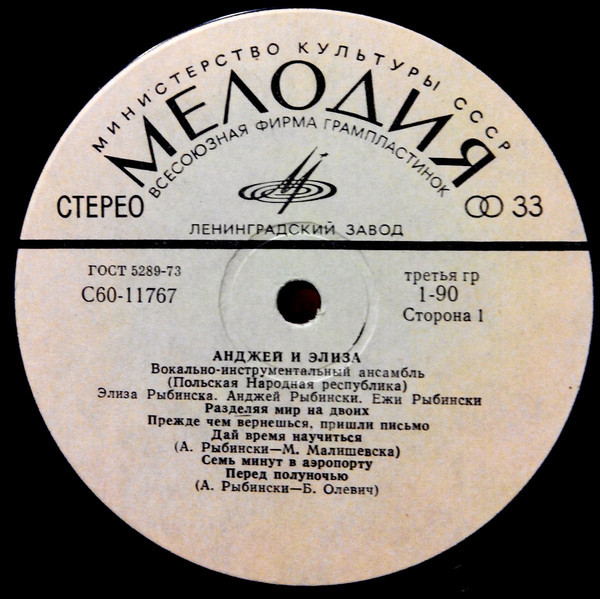 МИНИСТЕРСТВО КУЛЬТУРЫ СССР
МЕЛОДИЯ
ВСЕСОЮЗНАЯ ФИРМА ГРАМПЛАСТИНОК
СТЕРЕО
33
ЛЕНИНГРАДСКИЙ ЗАВОД
ГОСТ 5289-73
С60-11767
третья гр
1-90
Сторона 1
АНДЖЕЙ И ЭЛИЗА
Вокально-инструментальный ансамбль
(Польская Народная республика)
Элиза Рыбинска. Анджей Рыбински. Ежи Рыбински
Разделяя мир на двоих
Прежде чем вернешься, пришли письмо
Дай время научиться
(А. Рыбински—М. Малишевска)
Семь минут в аэропорту
Перед полуночью
(А. Рыбински—Б. Олевич)